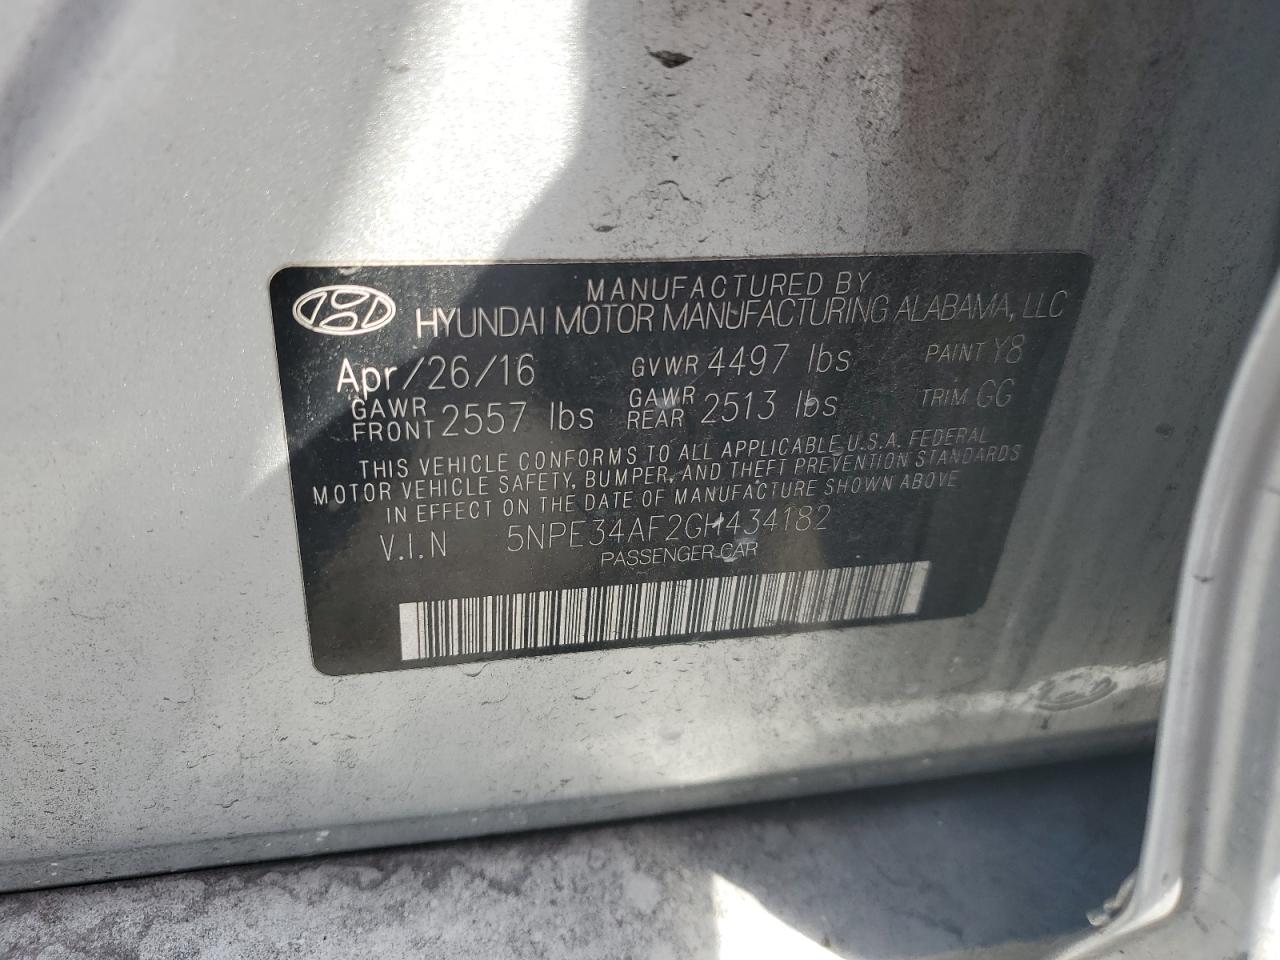 MANUFACTURED BY
HYUNDAI MOTOR MANUFACTURING ALABAMA, LLC
Apr/26/16 GVWR 4497 lbs PAINT Y8
GAWR FRONT 2557 lbs GAWR REAR 2513 lbs TRIM GG
THIS VEHICLE CONFORMS TO ALL APPLICABLE U.S.A. FEDERAL
MOTOR VEHICLE SAFETY, BUMPER, AND THEFT PREVENTION STANDARDS
IN EFFECT ON THE DATE OF MANUFACTURE SHOWN ABOVE
V.I.N 5NPE34AF2GH434182
PASSENGER CAR